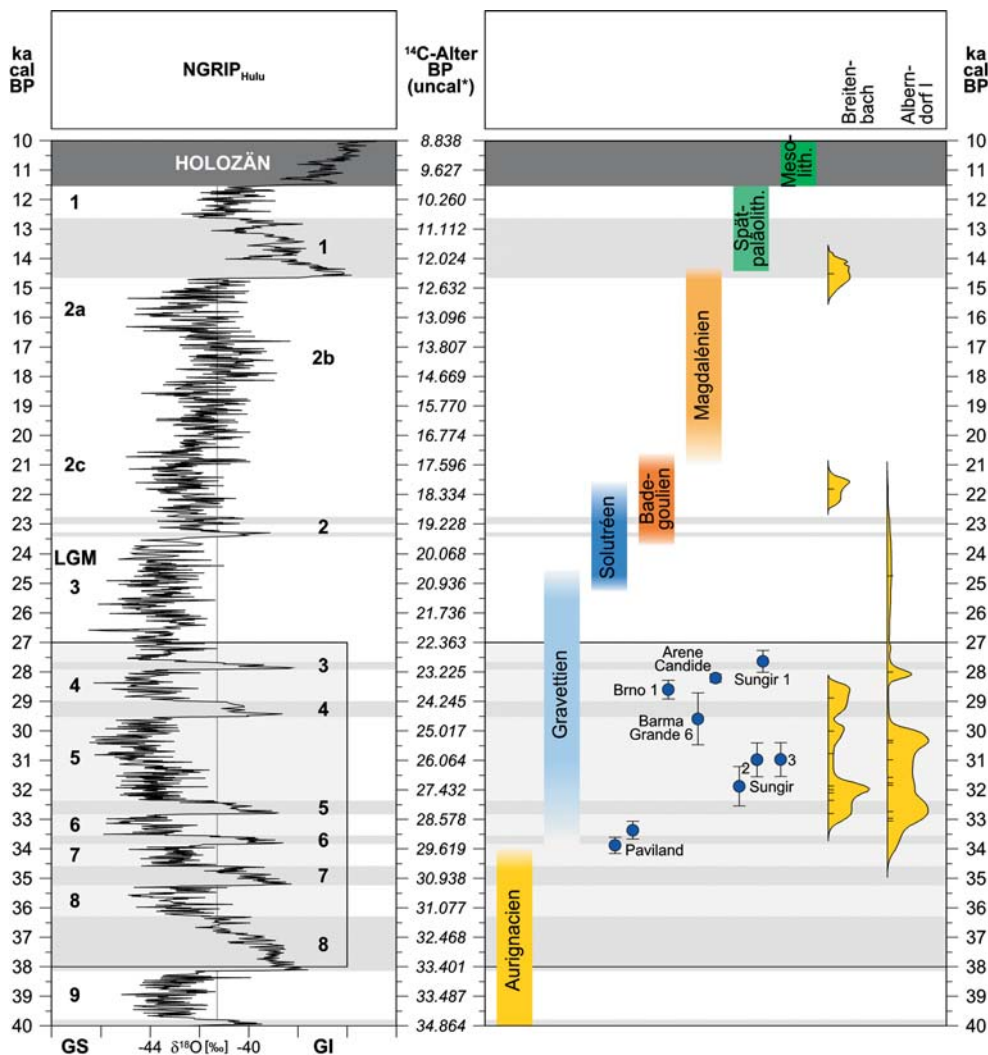 ka
cal
BP
NGRIP Hulu
¹⁴C-Alter
BP
(uncal*)
Breiten-
bach
Albern-
dorf I
ka
cal
BP
10
11
12
13
14
15
16
17
18
19
20
21
22
23
24
25
26
27
28
29
30
31
32
33
34
35
36
37
38
39
40
HOLOZÄN
1
2a
2c
LGM
3
4
5
6
7
8
9
1
2b
2
3
4
5
6
7
8
GS
-44 δ¹⁸O [‰] -40
GI
8.838
9.627
10.260
11.112
12.024
12.632
13.096
13.807
14.669
15.770
16.774
17.596
18.334
19.228
20.068
20.936
21.736
22.363
23.225
24.245
25.017
26.064
27.432
28.578
29.619
30.938
31.077
32.468
33.401
33.487
34.864
Meso-
lith.
Spät-
paläolith.
Magdalénien
Bade-
goulien
Solutréen
Gravettien
Aurignacien
Arene
Candide
Sungir 1
Brno 1
Barma
Grande 6
2
3
Sungir
Paviland
10
11
12
13
14
15
16
17
18
19
20
21
22
23
24
25
26
27
28
29
30
31
32
33
34
35
36
37
38
39
40